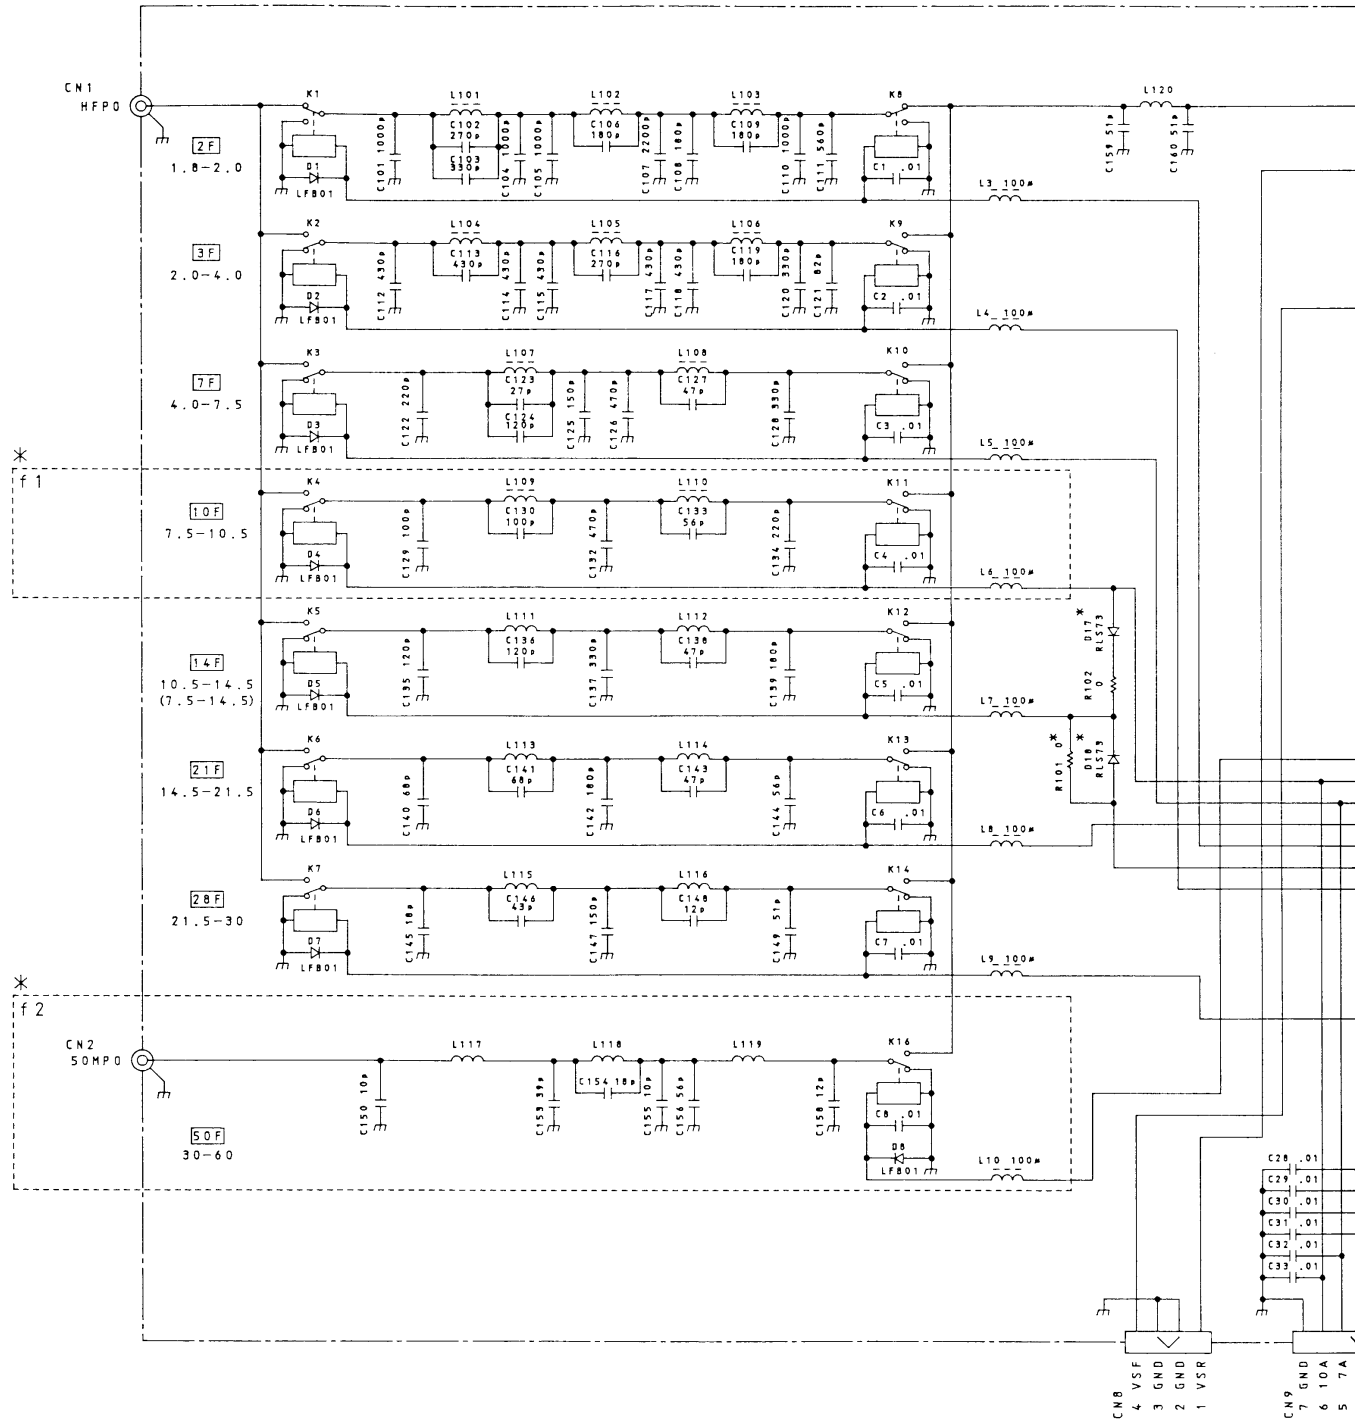 CN1
HFPO
2F
1.8-2.0
K1
D1
LFB01
C101 1000p
L101
C102
270p
C103
330p
C104 1000p
C105 1000p
L102
C106
180p
C107 2200p
C108 180p
L103
C109
180p
C110 1000p
C111 560p
K8
C1 .01
L3 100μ
L120
C159 51p
C160 51p
3F
2.0-4.0
K2
D2
LFB01
C112 430p
L104
C113
430p
C114 430p
C115 430p
L105
C116
270p
C117 430p
C118 430p
L106
C119
180p
C120 330p
C121 82p
K9
C2 .01
L4 100μ
7F
4.0-7.5
K3
D3
LFB01
C122 220p
L107
C123
27p
C124
120p
C125 150p
C126 470p
L108
C127
47p
C128 330p
K10
C3 .01
L5 100μ
*
f1
10F
7.5-10.5
K4
D4
LFB01
C129 100p
L109
C130
100p
C132 470p
L110
C133
56p
C134 220p
K11
C4 .01
L6 100μ
14F
10.5-14.5
(7.5-14.5)
K5
D5
LFB01
C135 120p
L111
C136
120p
C137 330p
L112
C138
47p
C139 180p
K12
C5 .01
L7 100μ
D17 *
RLS73
R102
0
R101 0 *
D18 *
RLS73
21F
14.5-21.5
K6
D6
LFB01
C140 68p
L113
C141
68p
C142 180p
L114
C143
47p
C144 56p
K13
C6 .01
L8 100μ
28F
21.5-30
K7
D7
LFB01
C145 18p
L115
C146
43p
C147 150p
L116
C148
12p
C149 51p
K14
C7 .01
L9 100μ
*
f2
CN2
50MPO
50F
30-60
C150 10p
L117
C153 39p
L118
C154 18p
C155 10p
C156 56p
L119
C158 12p
K16
C8 .01
D8
LFB01
L10 100μ
C28 .01
C29 .01
C30 .01
C31 .01
C32 .01
C33 .01
CN8
4 VSF
3 GND
2 GND
1 VSR
CN9
7 GND
6 10A
5 7A